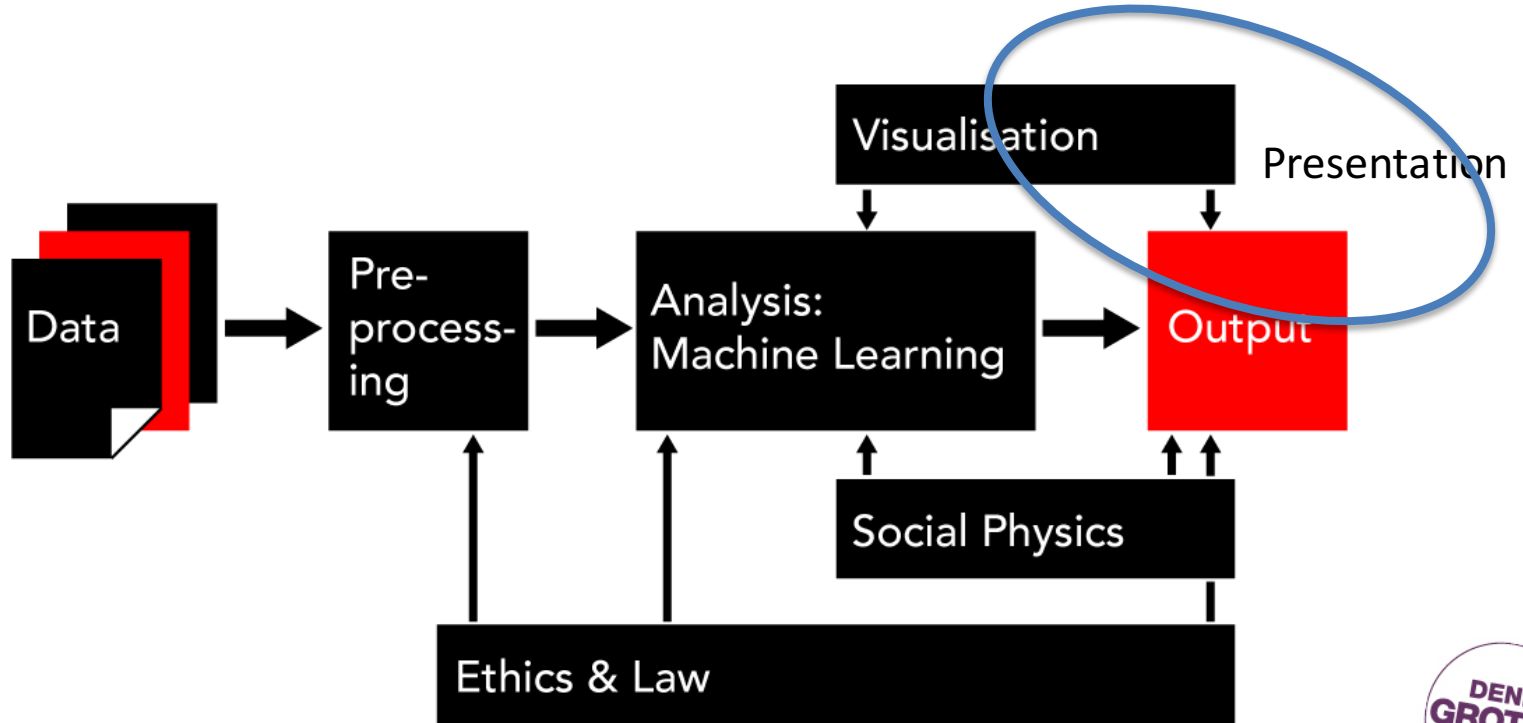 Visualisation
Presentation
Data
Pre-
process-
ing
Analysis:
Machine Learning
Output
Social Physics
Ethics & Law